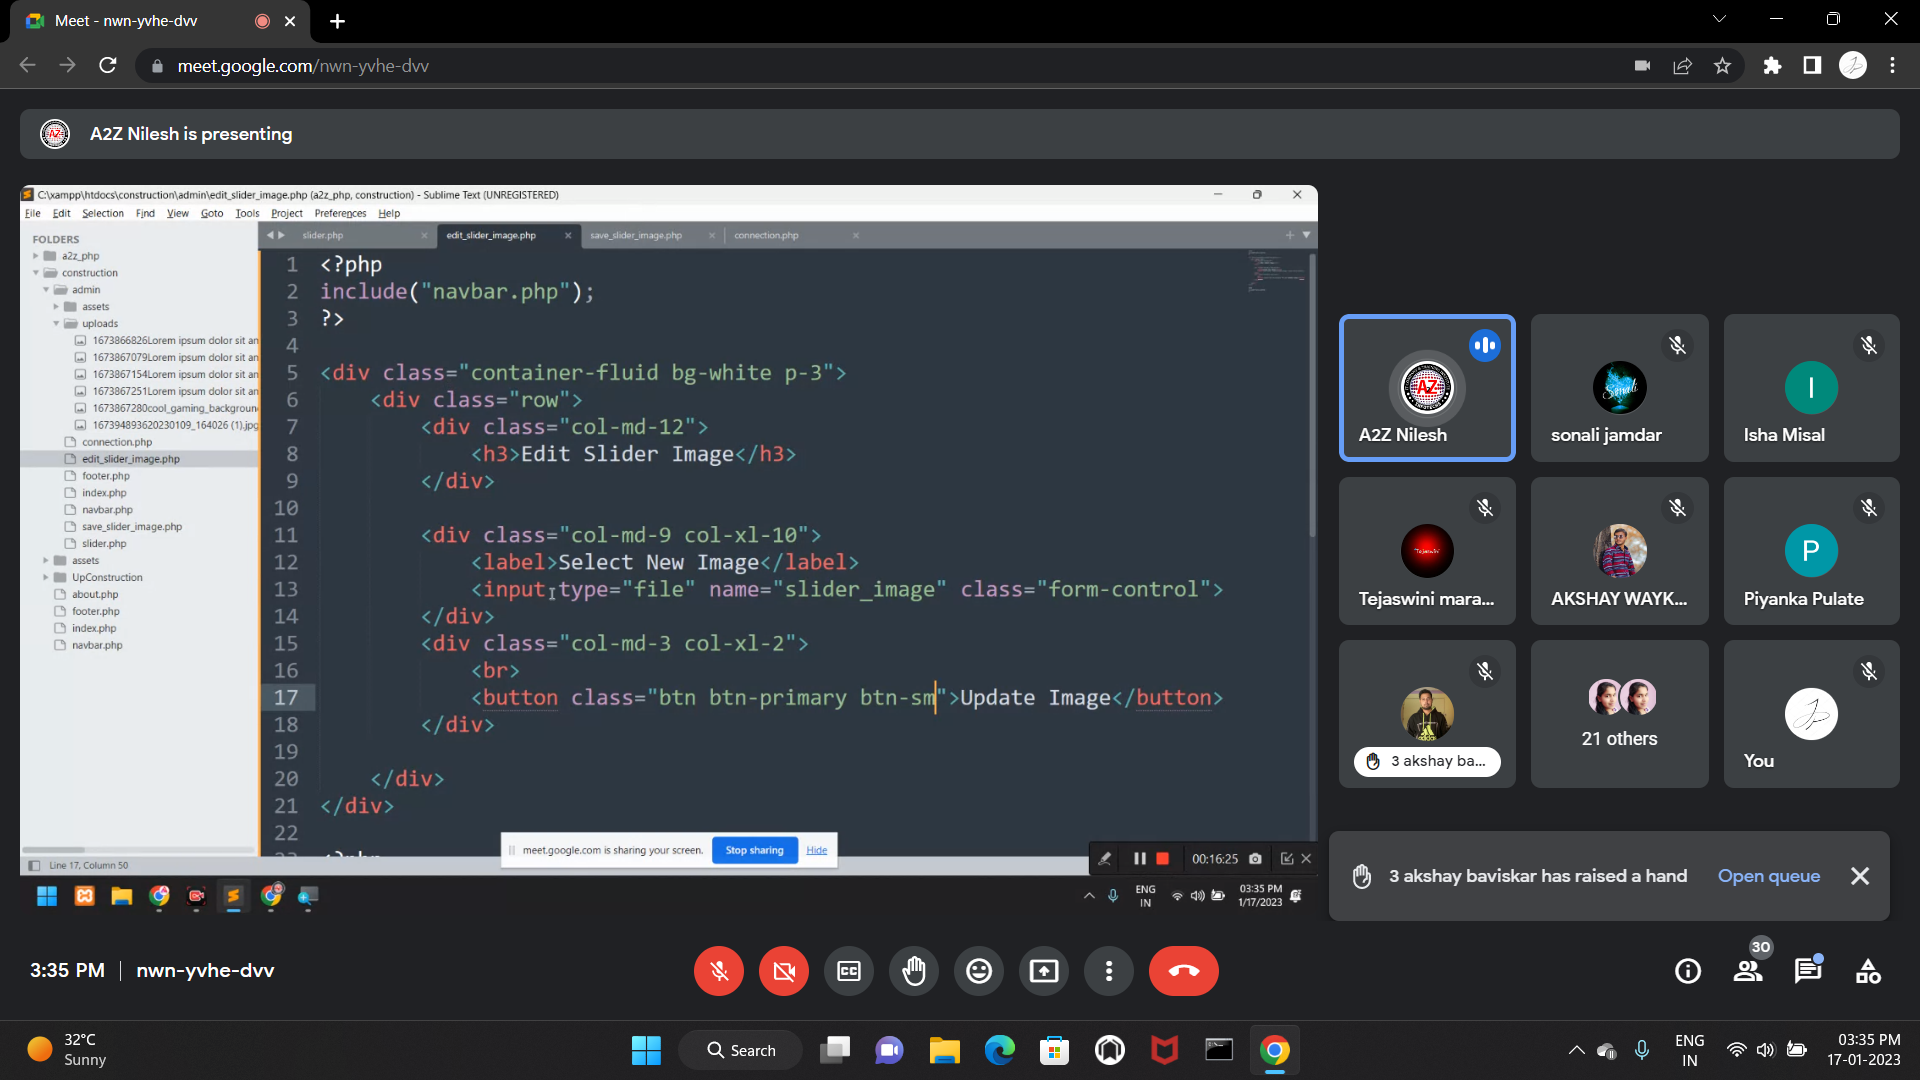 Meet - nwn-yvhe-dvv
meet.google.com/nwn-yvhe-dvv
A2Z Nilesh is presenting
C:\xampp\htdocs\construction\admin\edit_slider_image.php (a2z_php, construction) - Sublime Text (UNREGISTERED)
File Edit Selection Find View Goto Tools Project Preferences Help
FOLDERS
a2z_php
construction
admin
assets
uploads
1673866826Lorem ipsum dolor sit an
1673867079Lorem ipsum dolor sit an
1673867154Lorem ipsum dolor sit an
1673867251Lorem ipsum dolor sit an
1673867280cool_gaming_backgroun
167394893620230109_164026 (1).jpg
connection.php
edit_slider_image.php
footer.php
index.php
navbar.php
save_slider_image.php
slider.php
assets
UpConstruction
about.php
footer.php
index.php
navbar.php
slider.php edit_slider_image.php save_slider_image.php connection.php
1 <?php
2 include("navbar.php");
3 ?>
4
5 <div class="container-fluid bg-white p-3">
6 <div class="row">
7 <div class="col-md-12">
8 <h3>Edit Slider Image</h3>
9 </div>
10
11 <div class="col-md-9 col-xl-10">
12 <label>Select New Image</label>
13 <input type="file" name="slider_image" class="form-control">
14 </div>
15 <div class="col-md-3 col-xl-2">
16 <br>
17 <button class="btn btn-primary btn-sm">Update Image</button>
18 </div>
19
20 </div>
21 </div>
22
23 <?php
meet.google.com is sharing your screen. Stop sharing Hide
Line 17, Column 50
00:16:25
ENG
IN
03:35 PM
1/17/2023
AZ
A2Z Nilesh
Sonali
sonali jamdar
I
Isha Misal
"Tejaswini"
Tejaswini mara...
AKSHAY WAYK...
P
Piyanka Pulate
adidas
3 akshay ba...
21 others
You
3 akshay baviskar has raised a hand Open queue
3:35 PM | nwn-yvhe-dvv
CC
30
32°C
Sunny
Search
ENG
IN
03:35 PM
17-01-2023